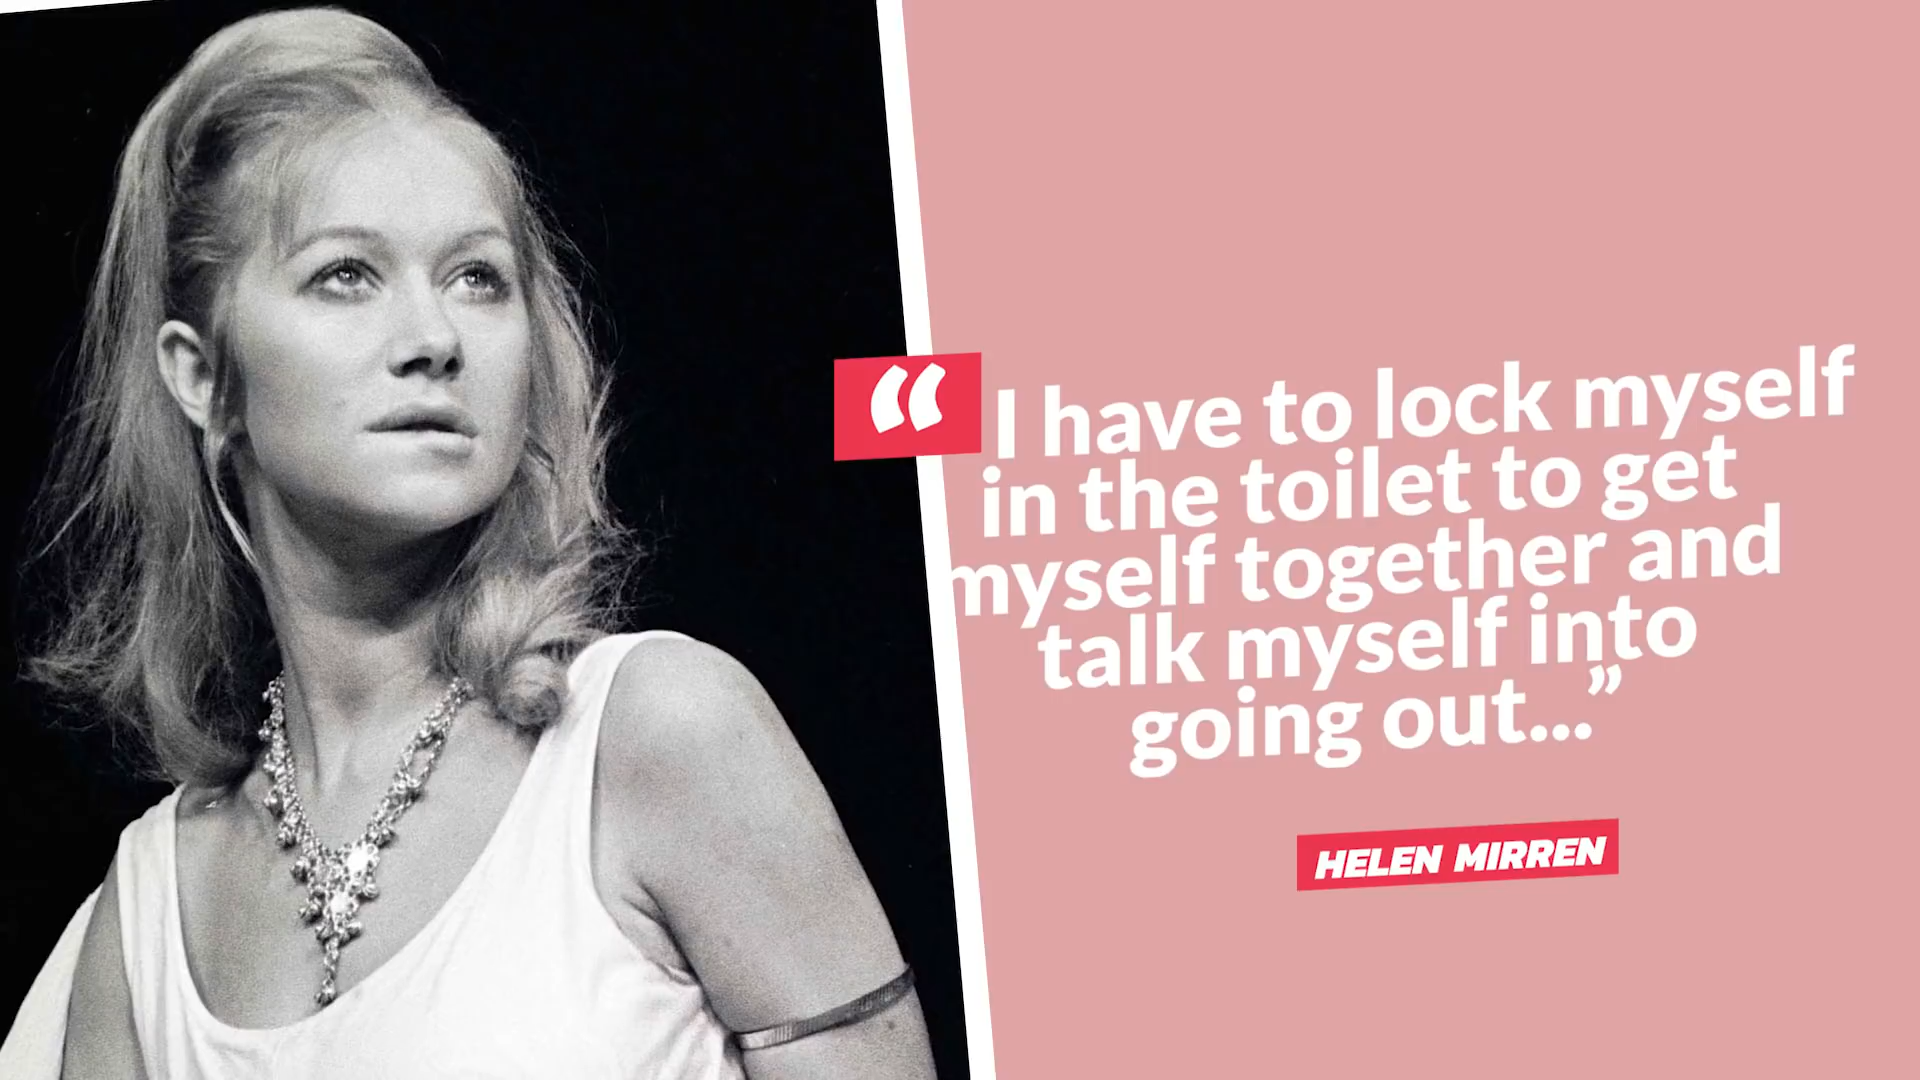 “I have to lock myself
in the toilet to get
myself together and
talk myself into
going out...”
HELEN MIRREN